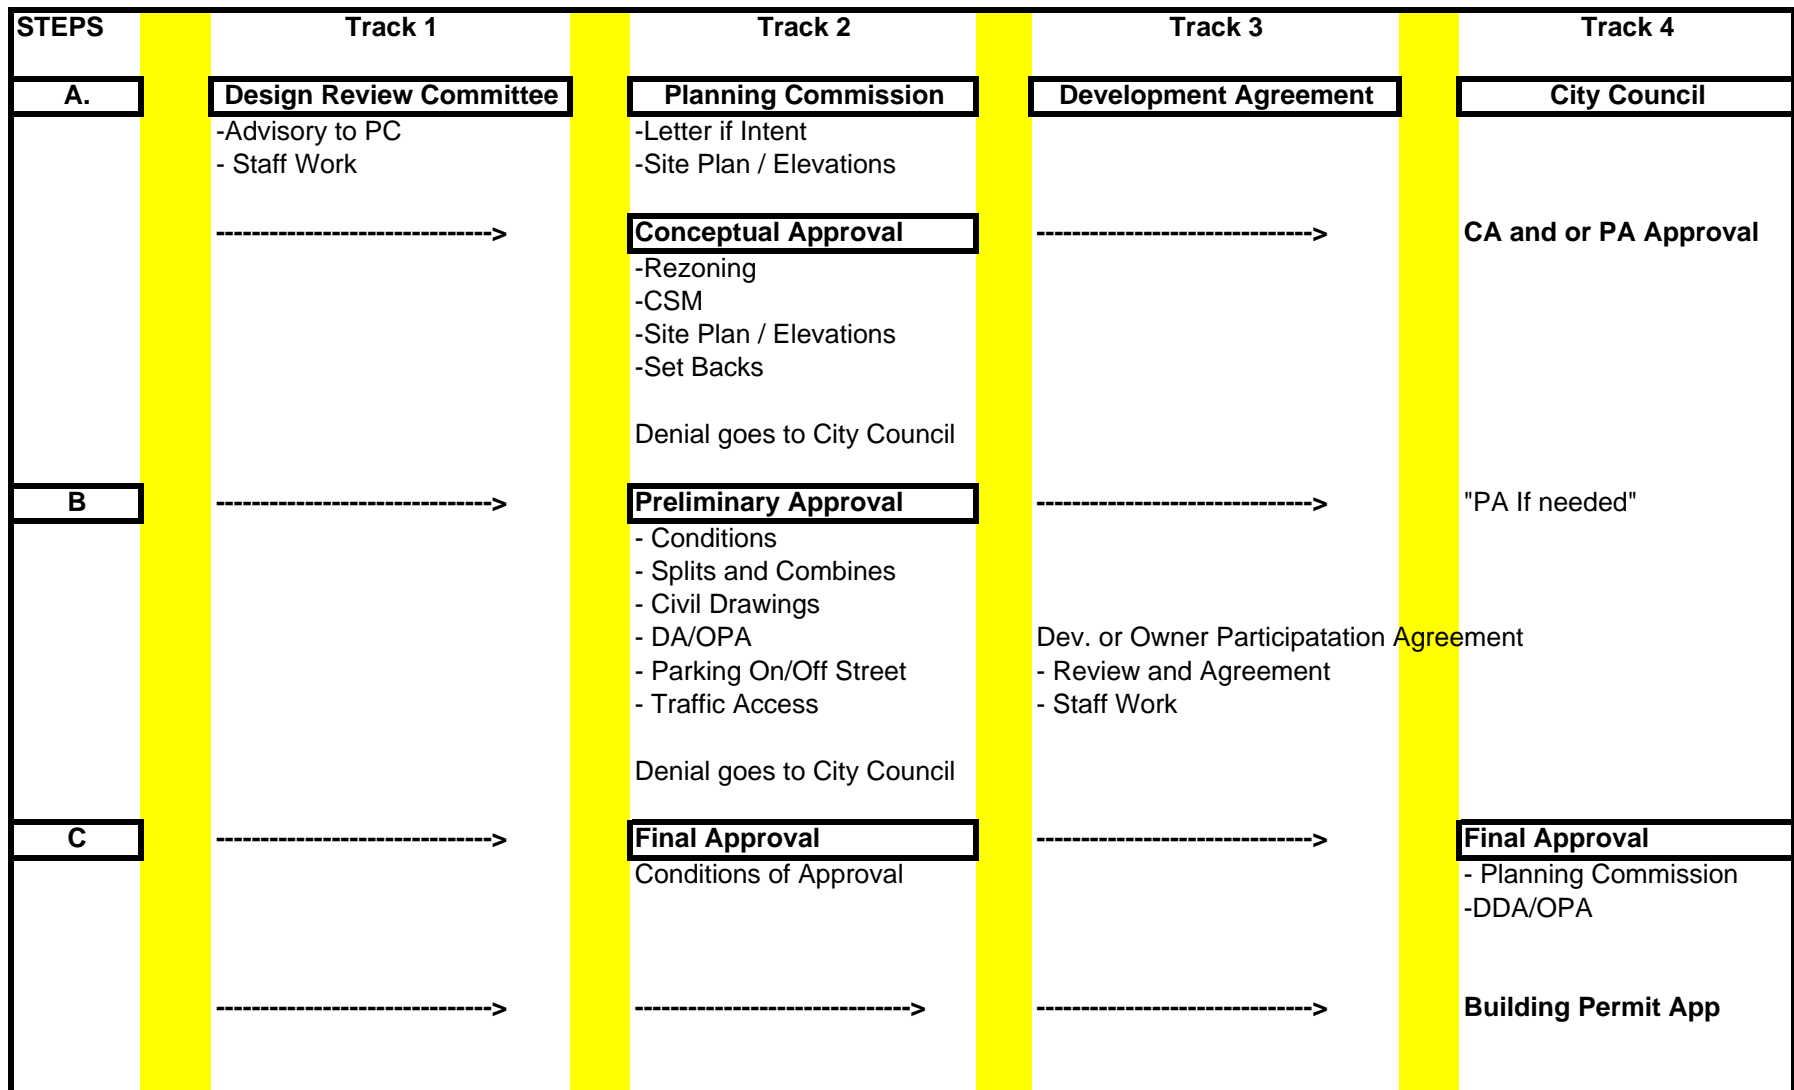 STEPS Track 1 Track 2 Track 3 Track 4
A. Design Review Committee Planning Commission Development Agreement City Council
-Advisory to PC -Letter if Intent
- Staff Work -Site Plan / Elevations
-------------------------------> Conceptual Approval -------------------------------> CA and or PA Approval
-Rezoning
-CSM
-Site Plan / Elevations
-Set Backs
Denial goes to City Council
B -------------------------------> Preliminary Approval -------------------------------> "PA If needed"
- Conditions
- Splits and Combines
- Civil Drawings
- DA/OPA Dev. or Owner Participatation Agreement
- Parking On/Off Street - Review and Agreement
- Traffic Access - Staff Work
Denial goes to City Council
C -------------------------------> Final Approval -------------------------------> Final Approval
Conditions of Approval - Planning Commission
-DDA/OPA
-------------------------------> -------------------------------> -------------------------------> Building Permit App